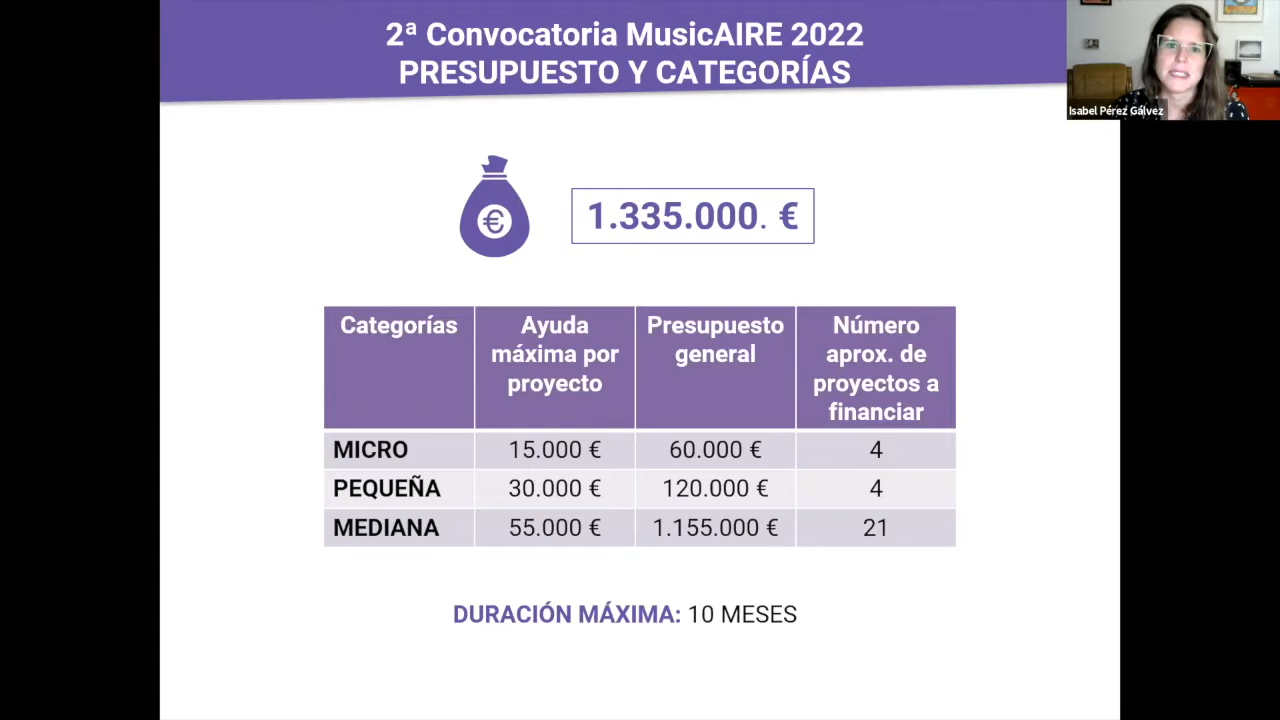 2ª Convocatoria MusicAIRE 2022
PRESUPUESTO Y CATEGORÍAS
Isabel Pérez Gálvez
€
1.335.000. €
Categorías
Ayuda
máxima por
proyecto
Presupuesto
general
Número
aprox. de
proyectos a
financiar
MICRO 15.000 € 60.000 € 4
PEQUEÑA 30.000 € 120.000 € 4
MEDIANA 55.000 € 1.155.000 € 21
DURACIÓN MÁXIMA: 10 MESES